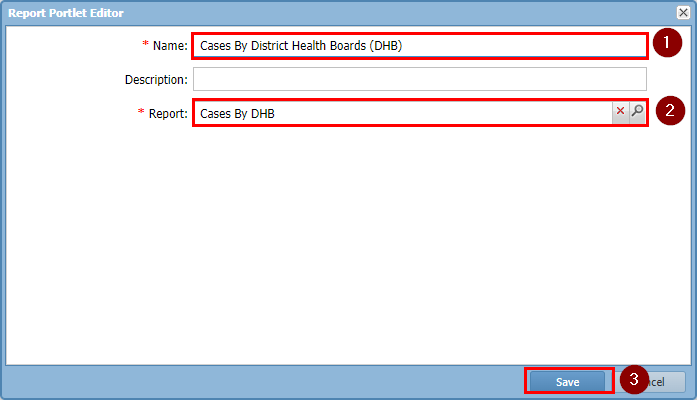 Report Portlet Editor
* Name: Cases By District Health Boards (DHB) 1
Description:
* Report: Cases By DHB 2
Save 3